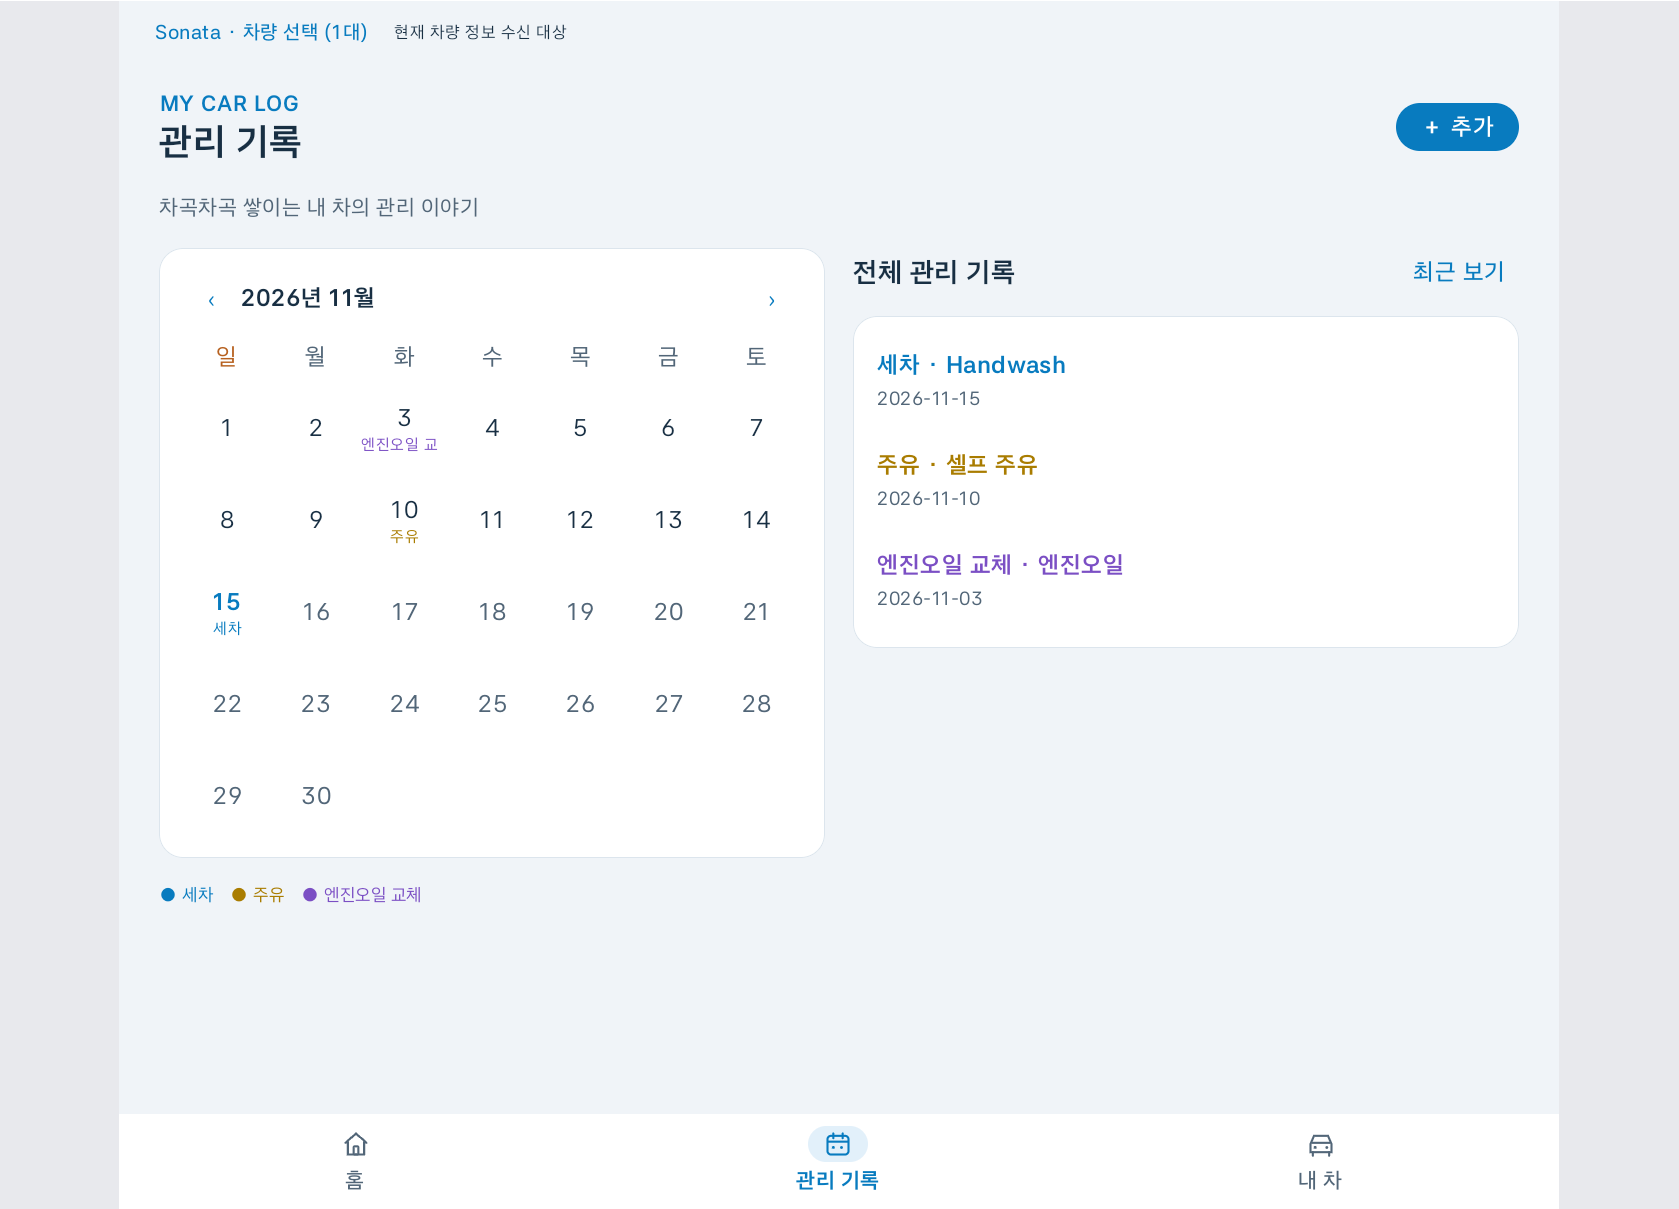 Sonata · 차량 선택 (1대) 현재 차량 정보 수신 대상
MY CAR LOG
관리 기록
+ 추가
차곡차곡 쌓이는 내 차의 관리 이야기
‹ 2026년 11월 ›
일 월 화 수 목 금 토
1 2 3 4 5 6 7
엔진오일 교
8 9 10 11 12 13 14
주유
15 16 17 18 19 20 21
세차
22 23 24 25 26 27 28
29 30
세차 주유 엔진오일 교체
전체 관리 기록 최근 보기
세차 · Handwash
2026-11-15
주유 · 셀프 주유
2026-11-10
엔진오일 교체 · 엔진오일
2026-11-03
홈 관리 기록 내 차